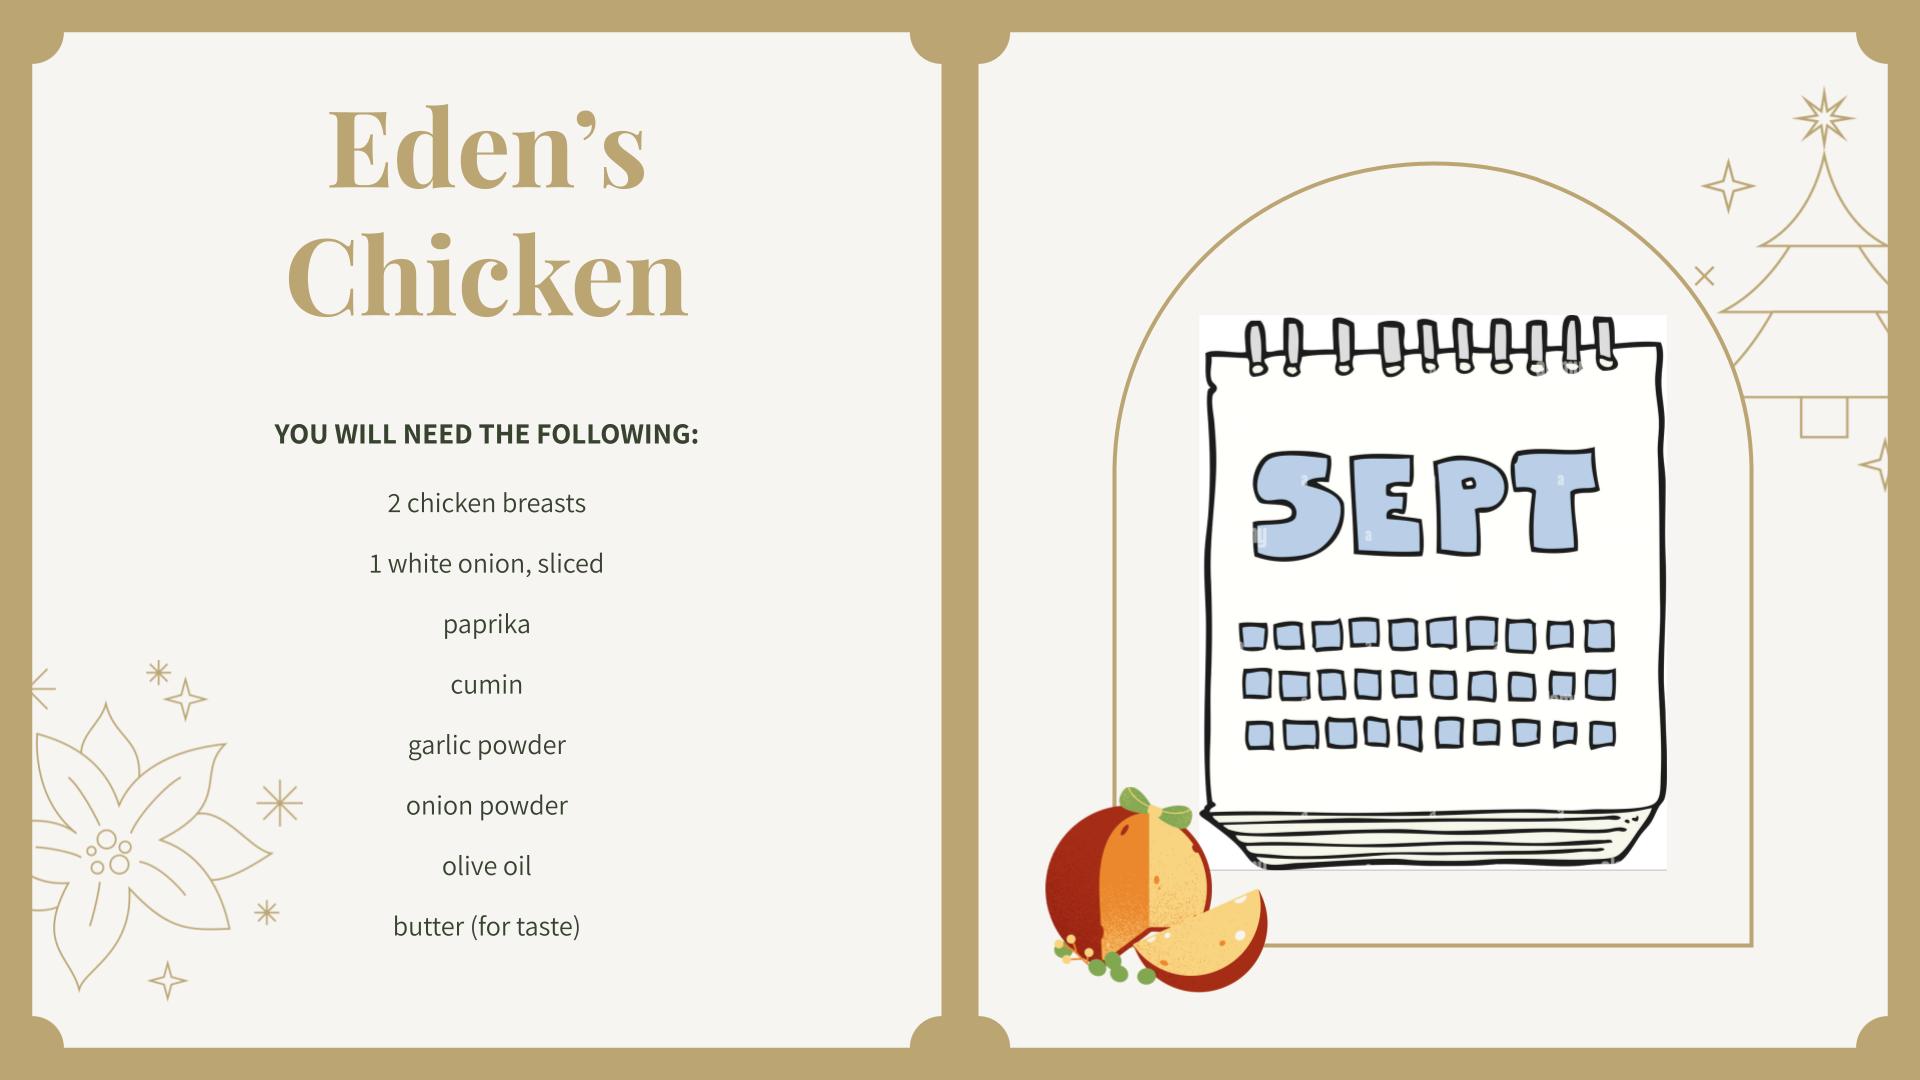 Eden’s
Chicken
YOU WILL NEED THE FOLLOWING:
2 chicken breasts
1 white onion, sliced
paprika
cumin
garlic powder
onion powder
olive oil
butter (for taste)
SEPT